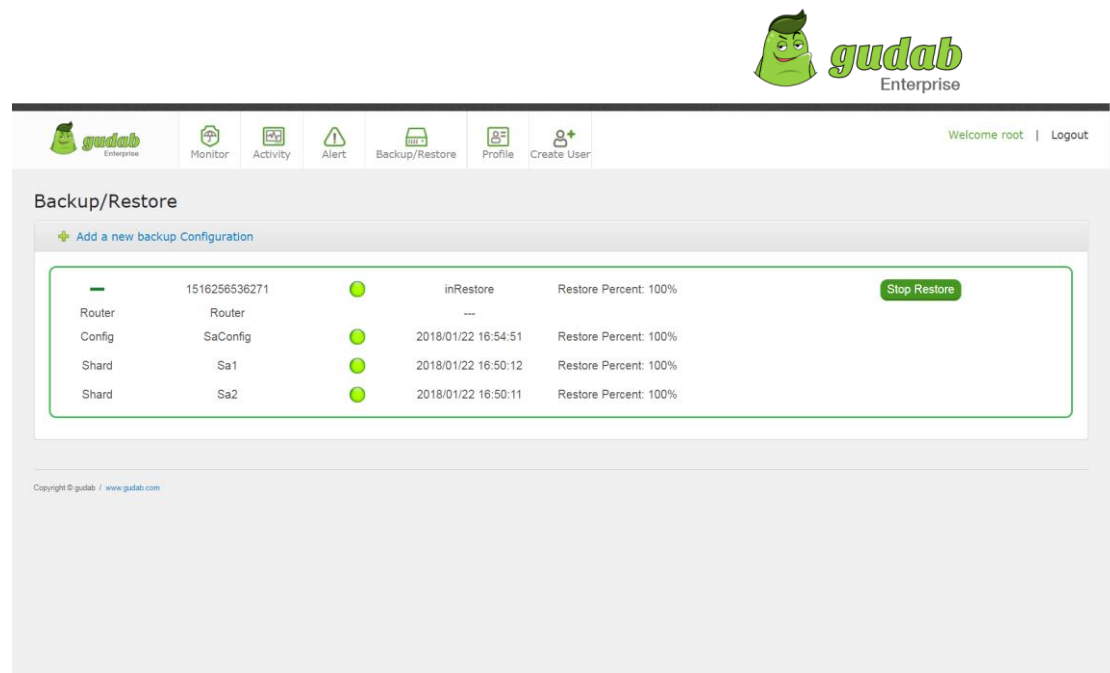 gudab
Enterprise
gudab Enterprise Monitor Activity Alert Backup/Restore Profile Create User Welcome root | Logout
Backup/Restore
Add a new backup Configuration
1516256536271 inRestore Restore Percent: 100% Stop Restore
Router Router ---
Config SaConfig 2018/01/22 16:54:51 Restore Percent: 100%
Shard Sa1 2018/01/22 16:50:12 Restore Percent: 100%
Shard Sa2 2018/01/22 16:50:11 Restore Percent: 100%
Copyright © gudab / www.gudab.com